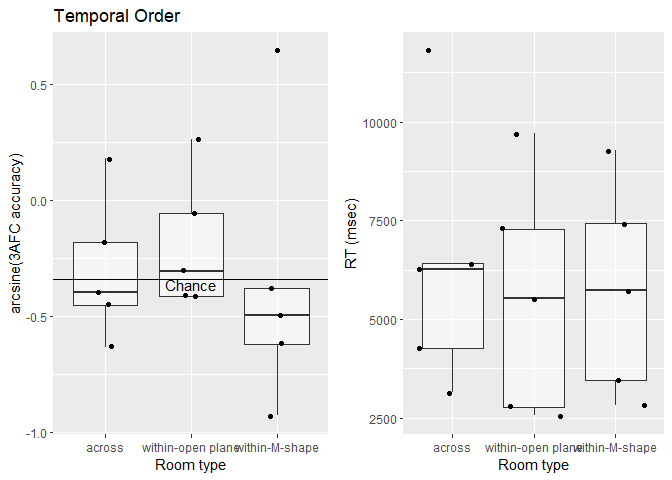 Temporal Order
arcsine(3AFC accuracy)
0.5
0.0
-0.5
-1.0
Chance
across
within-open plane
within-M-shape
Room type
RT (msec)
10000
7500
5000
2500
across
within-open plane
within-M-shape
Room type